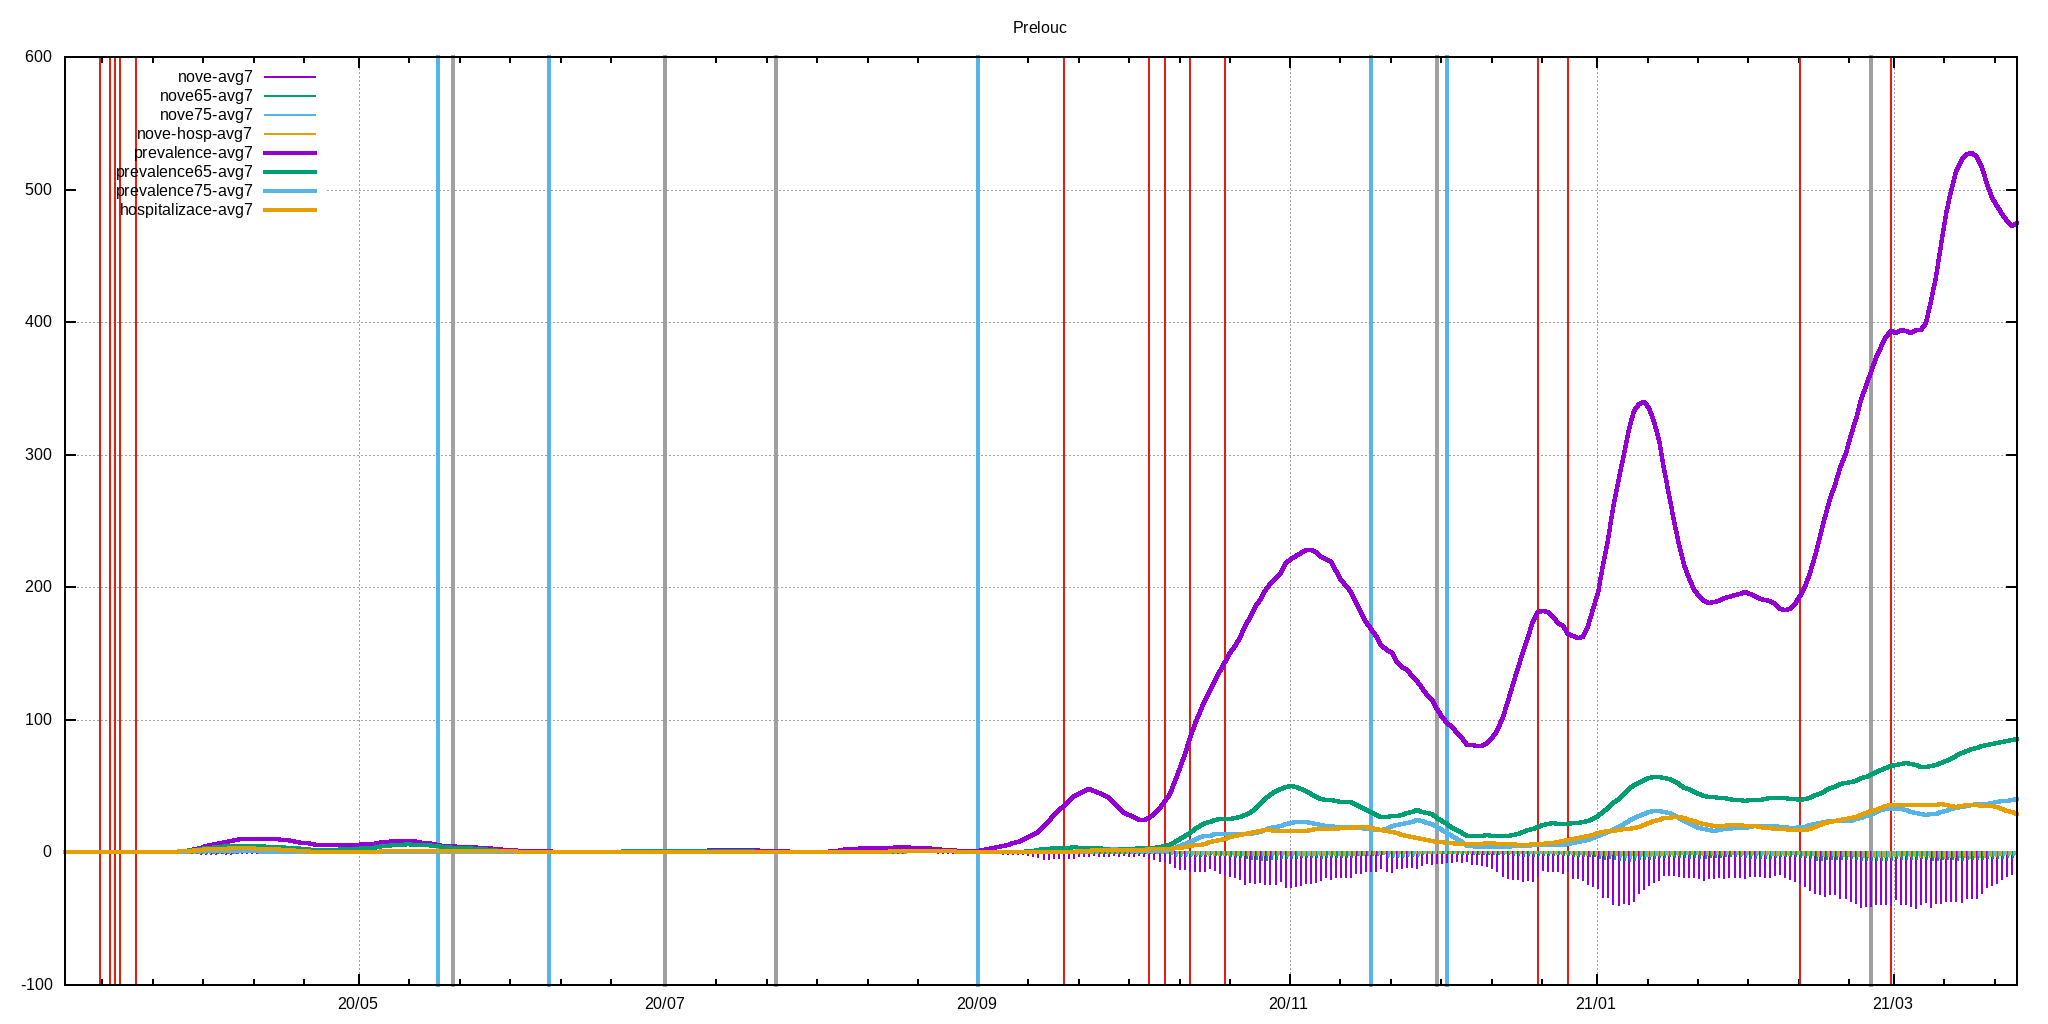 Prelouc
600
500
400
300
200
100
0
-100
nove-avg7
nove65-avg7
nove75-avg7
nove-hosp-avg7
prevalence-avg7
prevalence65-avg7
prevalence75-avg7
hospitalizace-avg7
20/05 20/07 20/09 20/11 21/01 21/03